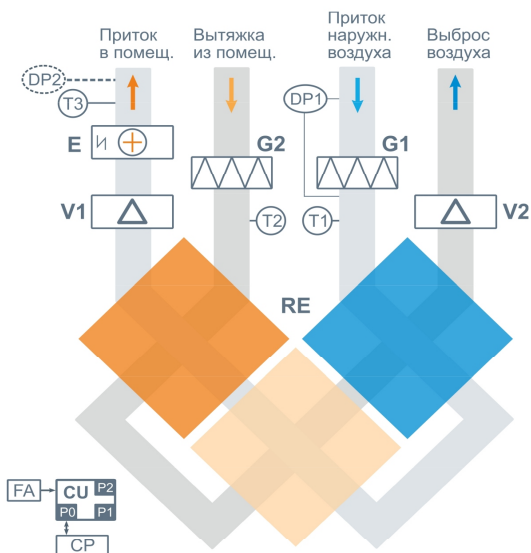 Приток
в помещ.
Вытяжка
из помещ.
Приток
наружн.
воздуха
Выброс
воздуха
DP2
T3
DP1
E
И
G2
G1
V1
T2
T1
V2
RE
FA
CU
P2
P0
P1
CP